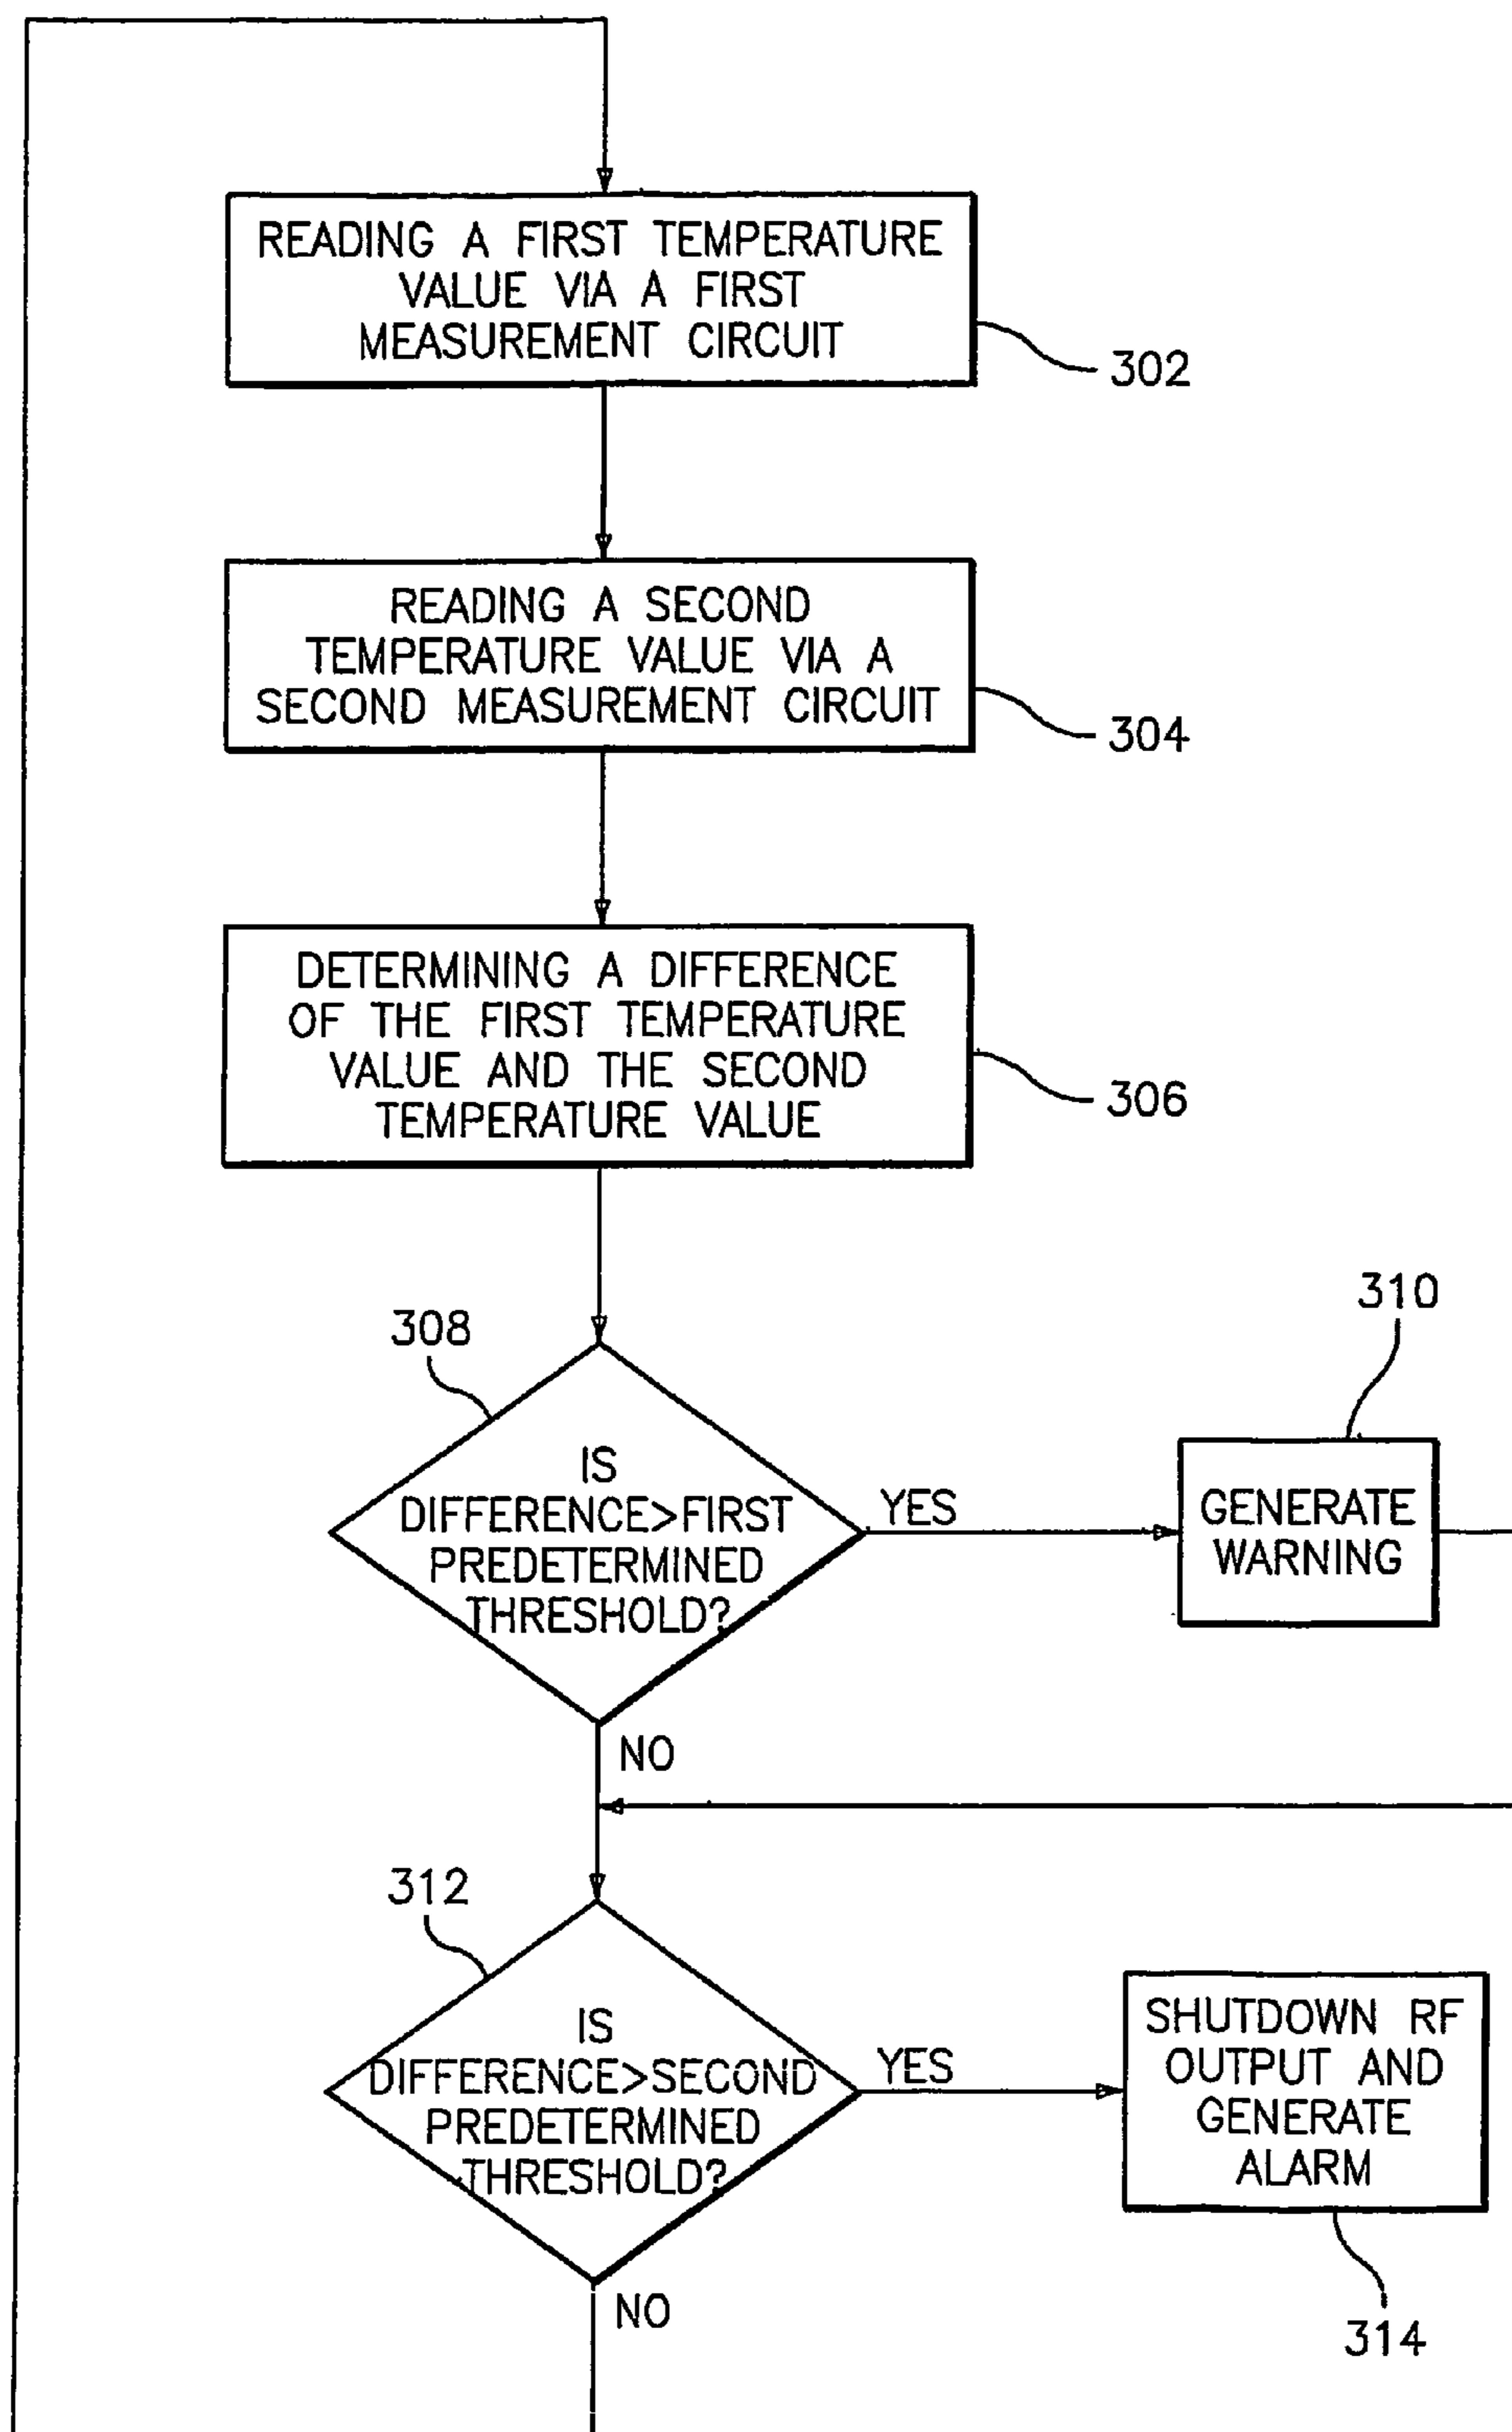 READING A FIRST TEMPERATURE
VALUE VIA A FIRST
MEASUREMENT CIRCUIT
302
READING A SECOND
TEMPERATURE VALUE VIA A
SECOND MEASUREMENT CIRCUIT
304
DETERMINING A DIFFERENCE
OF THE FIRST TEMPERATURE
VALUE AND THE SECOND
TEMPERATURE VALUE
306
308
IS
DIFFERENCE>FIRST
PREDETERMINED
THRESHOLD?
YES
310
GENERATE
WARNING
NO
312
IS
DIFFERENCE>SECOND
PREDETERMINED
THRESHOLD?
YES
SHUTDOWN RF
OUTPUT AND
GENERATE
ALARM
314
NO